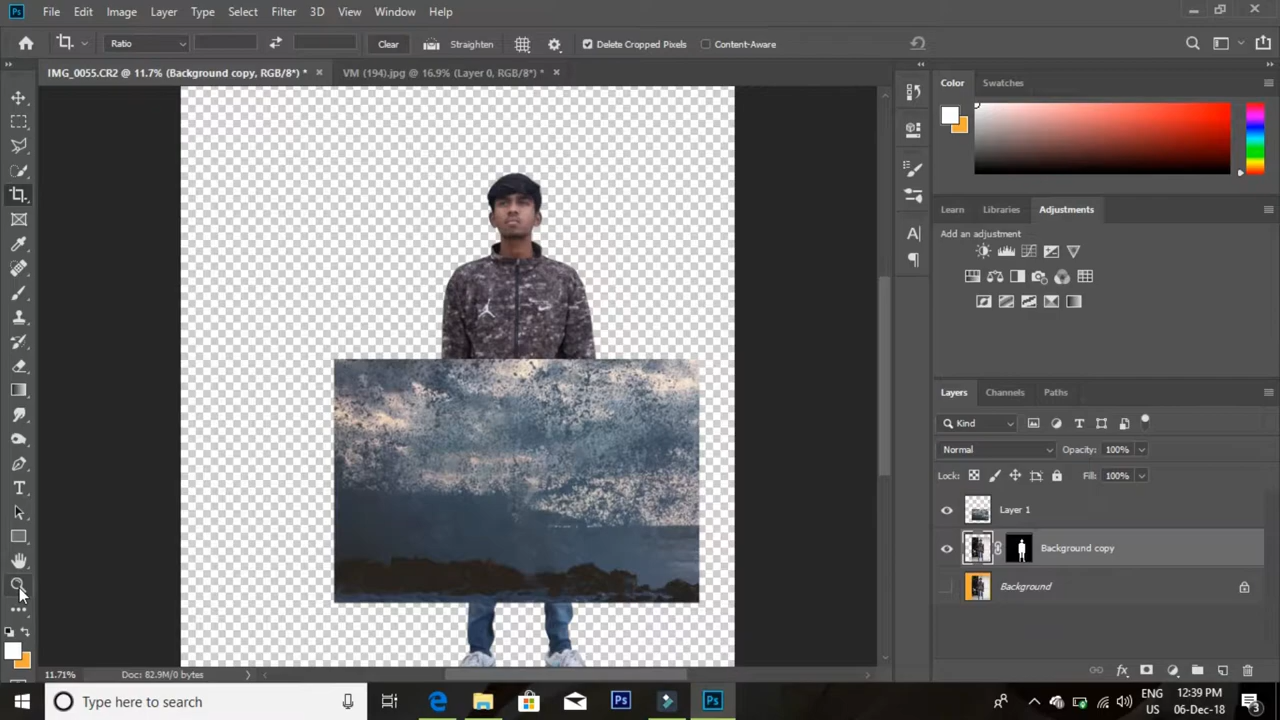 Ps File Edit Image Layer Type Select Filter 3D View Window Help
Ratio Clear Straighten Delete Cropped Pixels Content-Aware
IMG_0055.CR2 @ 11.7% (Background copy, RGB/8*) * × VM (194).jpg @ 16.9% (Layer 0, RGB/8*) * ×
Color Swatches
Learn Libraries Adjustments
Add an adjustment
Layers Channels Paths
Kind
Normal Opacity: 100%
Lock: Fill: 100%
Layer 1
Background copy
Background
11.71% Doc: 82.9M/0 bytes
Type here to search
Ps
Ps
ENG
US
12:39 PM
06-Dec-18
3